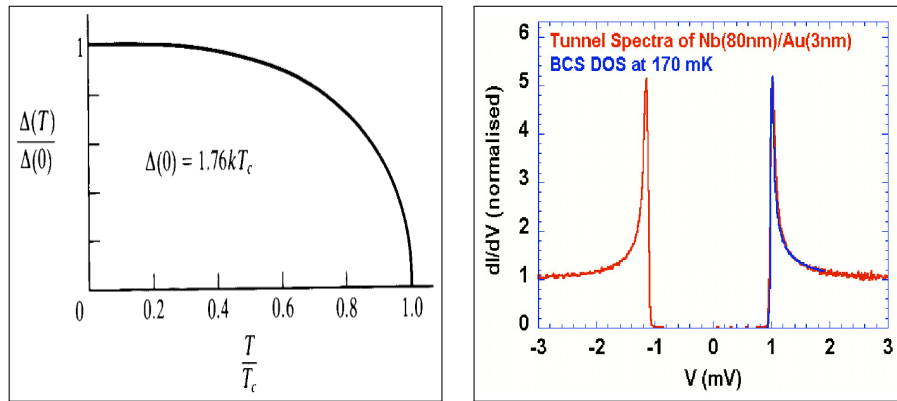 1
Δ(T)
Δ(0)
Δ(0) = 1.76kT_c
0
0.2
0.4
0.6
0.8
1.0
T
T_c
6
5
4
3
2
1
0
dI/dV (normalised)
Tunnel Spectra of Nb(80nm)/Au(3nm)
BCS DOS at 170 mK
-3
-2
-1
0
1
2
3
V (mV)